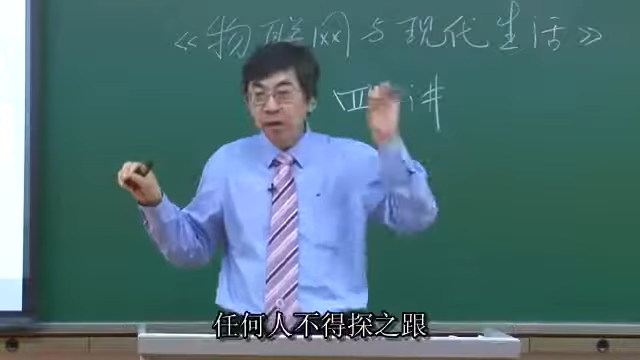 《物联网与现代生活》
四 讲
任何人不得探之跟